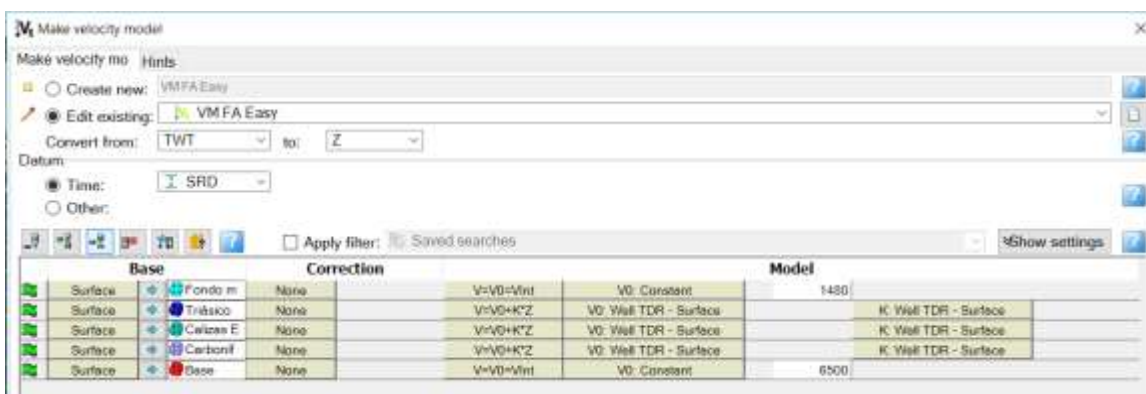 Make velocity model
Make velocity mo Hints
Create new: VM FA Easy
Edit existing: VM FA Easy
Convert from: TWT to: Z
Datum
Time: SRD
Other:
Apply filter: Saved searches Show settings
Base Correction Model
Surface Fondo m None V=V0=Vint V0: Constant 1480
Surface Triásico None V=V0+K*Z V0: Well TDR - Surface K: Well TDR - Surface
Surface Calizas E None V=V0+K*Z V0: Well TDR - Surface K: Well TDR - Surface
Surface Carbonif None V=V0+K*Z V0: Well TDR - Surface K: Well TDR - Surface
Surface Base None V=V0=Vint V0: Constant 6500